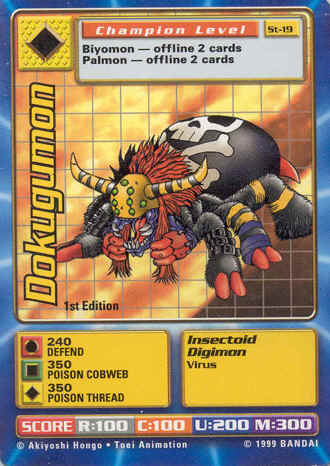 Champion Level
St-19
Biyomon — offline 2 cards
Palmon — offline 2 cards
Dokugumon
1st Edition
240
DEFEND
350
POISON COBWEB
350
POISON THREAD
Insectoid
Digimon
Virus
SCORE R:100 C:100 U:200 M:300
© Akiyoshi Hongo • Toei Animation © 1999 BANDAI